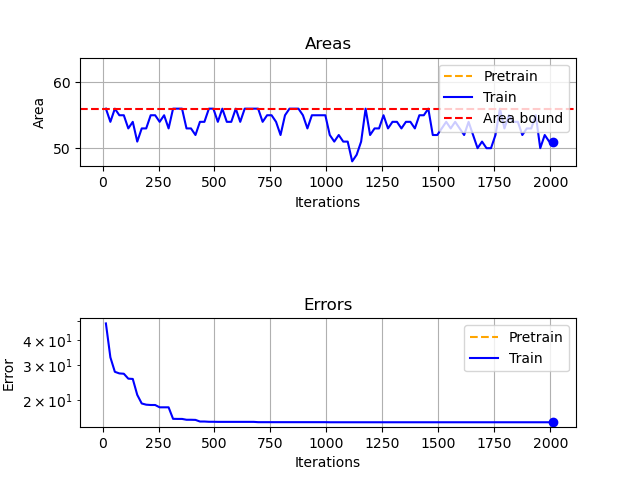 Areas
Pretrain
Train
Area bound
60
50
Area
0 250 500 750 1000 1250 1500 1750 2000
Iterations
Errors
Pretrain
Train
4 × 10¹
3 × 10¹
2 × 10¹
Error
0 250 500 750 1000 1250 1500 1750 2000
Iterations